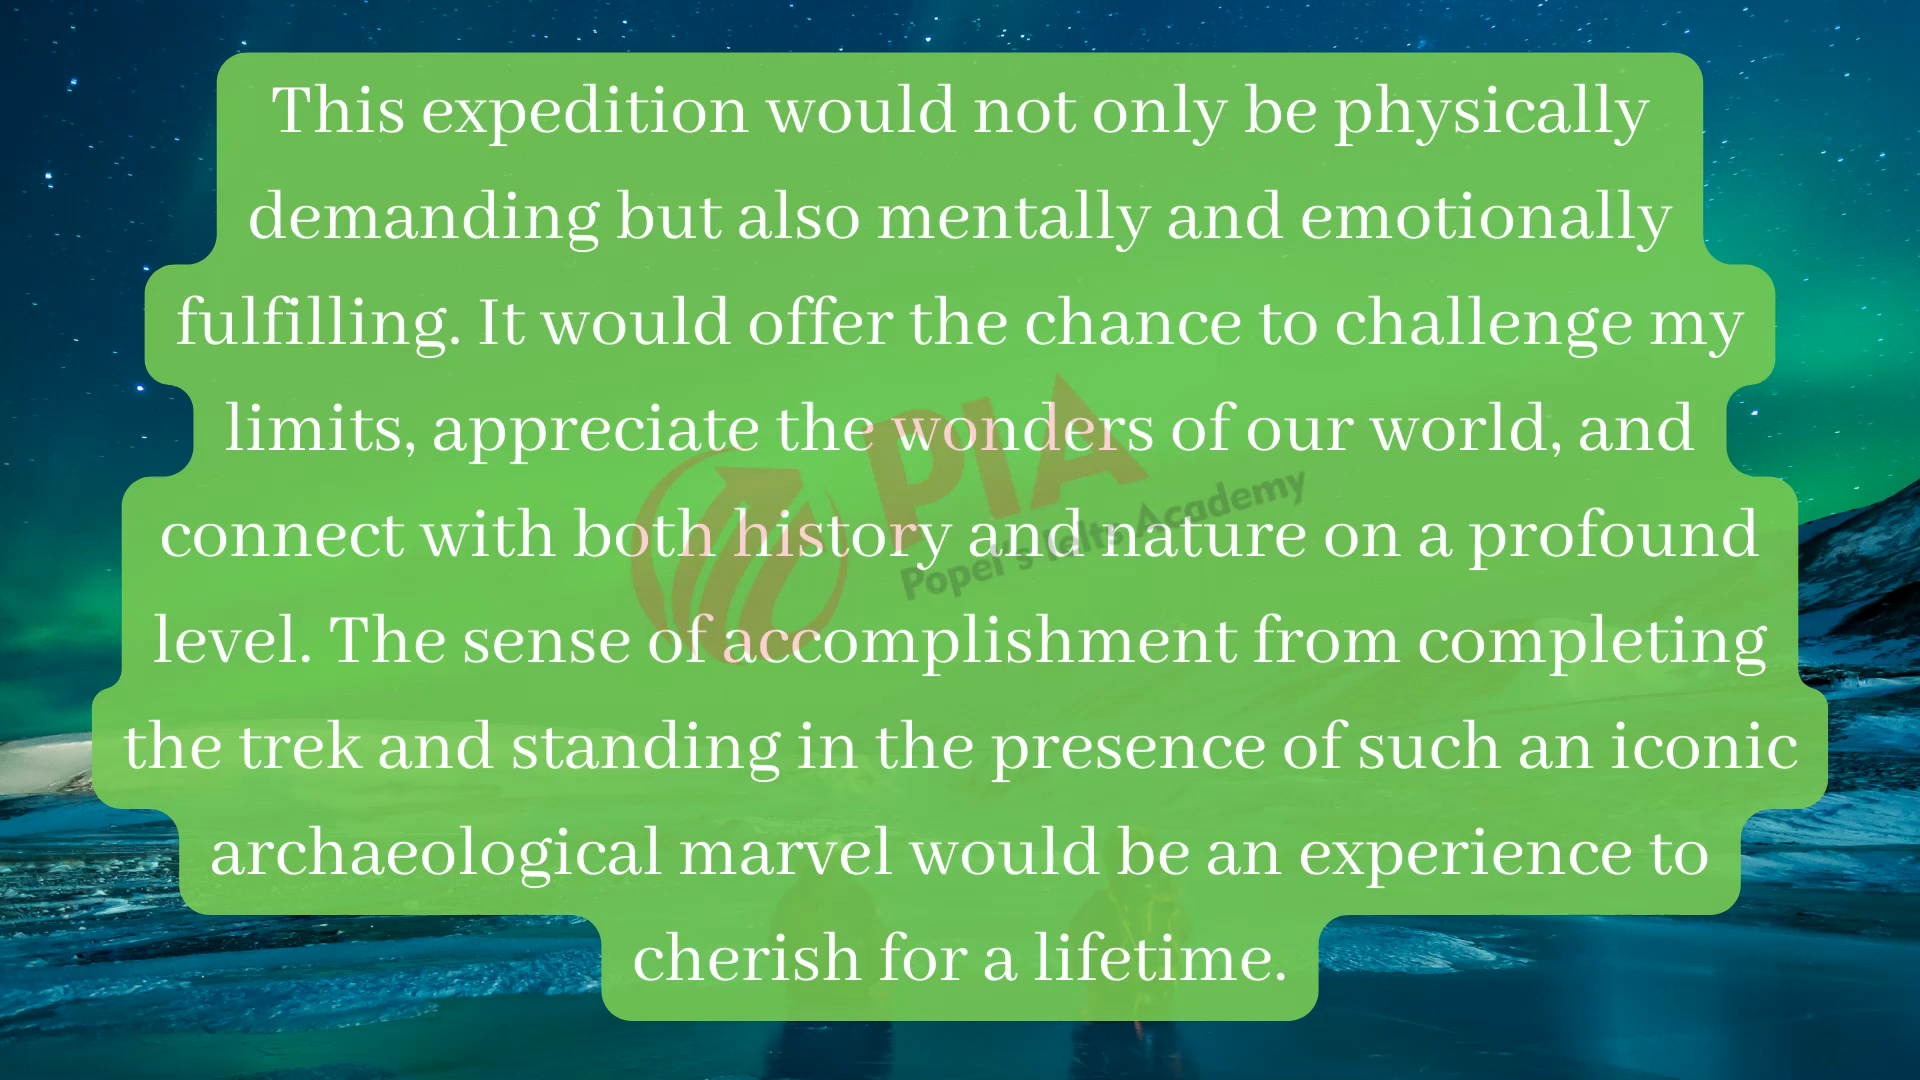 This expedition would not only be physically
demanding but also mentally and emotionally
fulfilling. It would offer the chance to challenge my
limits, appreciate the wonders of our world, and
connect with both history and nature on a profound
level. The sense of accomplishment from completing
the trek and standing in the presence of such an iconic
archaeological marvel would be an experience to
cherish for a lifetime.
PIA
Popel's Ielts Academy